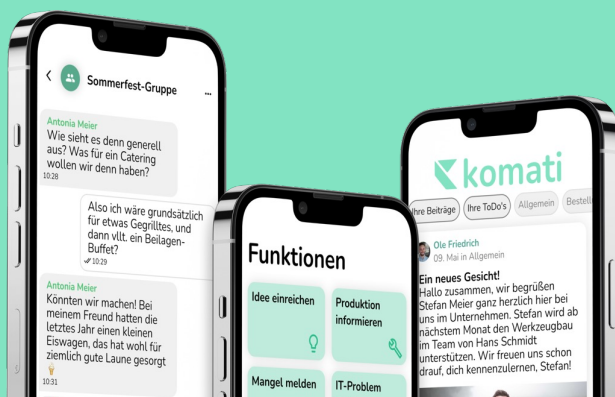 Sommerfest-Gruppe
Antonia Meier
Wie sieht es denn generell
aus? Was für ein Catering
wollen wir denn haben?
10:28
Also ich wäre grundsätzlich
für etwas Gegrilltes, und
dann vllt. ein Beilagen-
Buffet?
10:29
Antonia Meier
Könnten wir machen! Bei
meinem Freund hatten die
letztes Jahr einen kleinen
Eiswagen, das hat wohl für
ziemlich gute Laune gesorgt
10:31
Funktionen
Idee einreichen
Produktion
informieren
Mangel melden
IT-Problem
komati
Ihre Beiträge
Ihre ToDo's
Allgemein
Bestell
Ole Friedrich
09. Mai in Allgemein
Ein neues Gesicht!
Hallo zusammen, wir begrüßen
Stefan Meier ganz herzlich hier bei
uns im Unternehmen. Stefan wird ab
nächstem Monat den Werkzeugbau
im Team von Hans Schmidt
unterstützen. Wir freuen uns schon
drauf, dich kennenzulernen, Stefan!